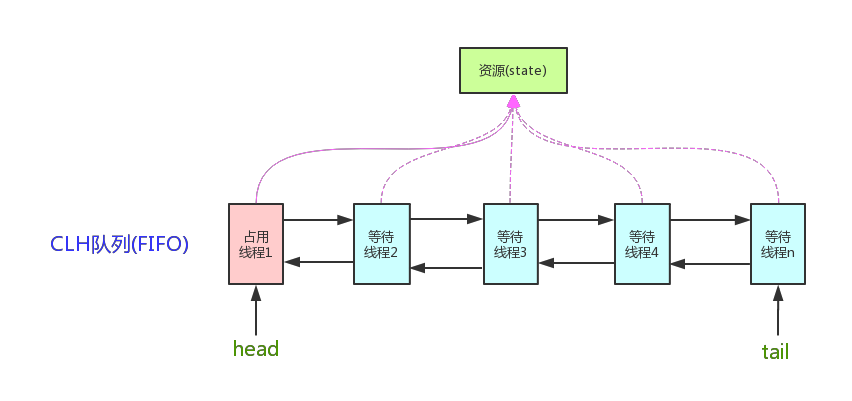 资源(state)
CLH队列(FIFO)
占用
线程1
等待
线程2
等待
线程3
等待
线程4
等待
线程n
head
tail